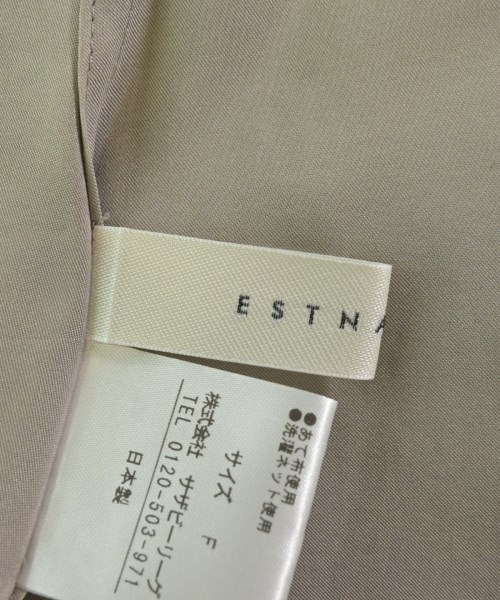 ESTNA
●あて布使用
●洗濯ネット使用
サイズ F
株式会社 サザビーリーグ
TEL 0120-503-971
日本製